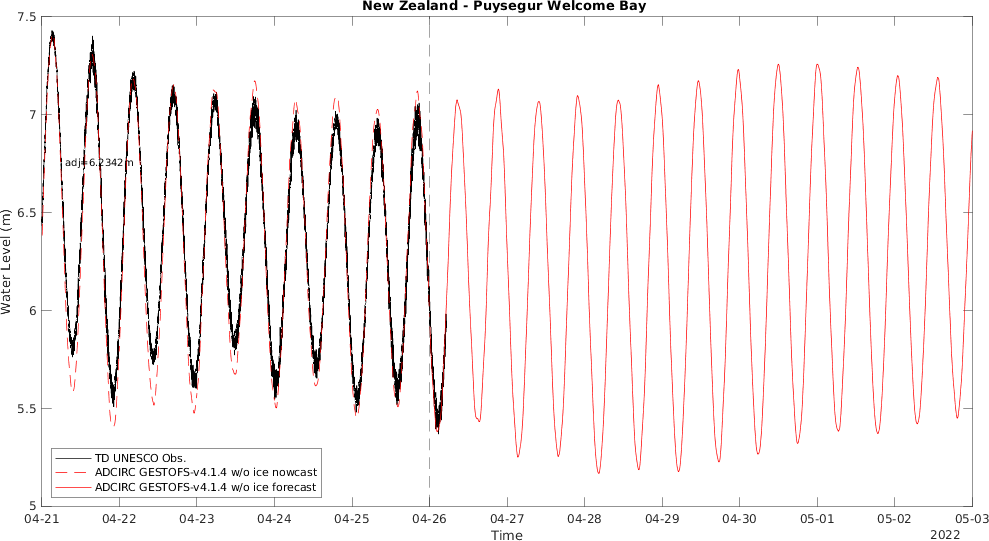 New Zealand - Puysegur Welcome Bay
7.5
7
6.5
6
5.5
5
Water Level (m)
adj=6.2342m
TD UNESCO Obs.
ADCIRC GESTOFS-v4.1.4 w/o ice nowcast
ADCIRC GESTOFS-v4.1.4 w/o ice forecast
04-21 04-22 04-23 04-24 04-25 04-26 04-27 04-28 04-29 04-30 05-01 05-02 05-03
Time
2022